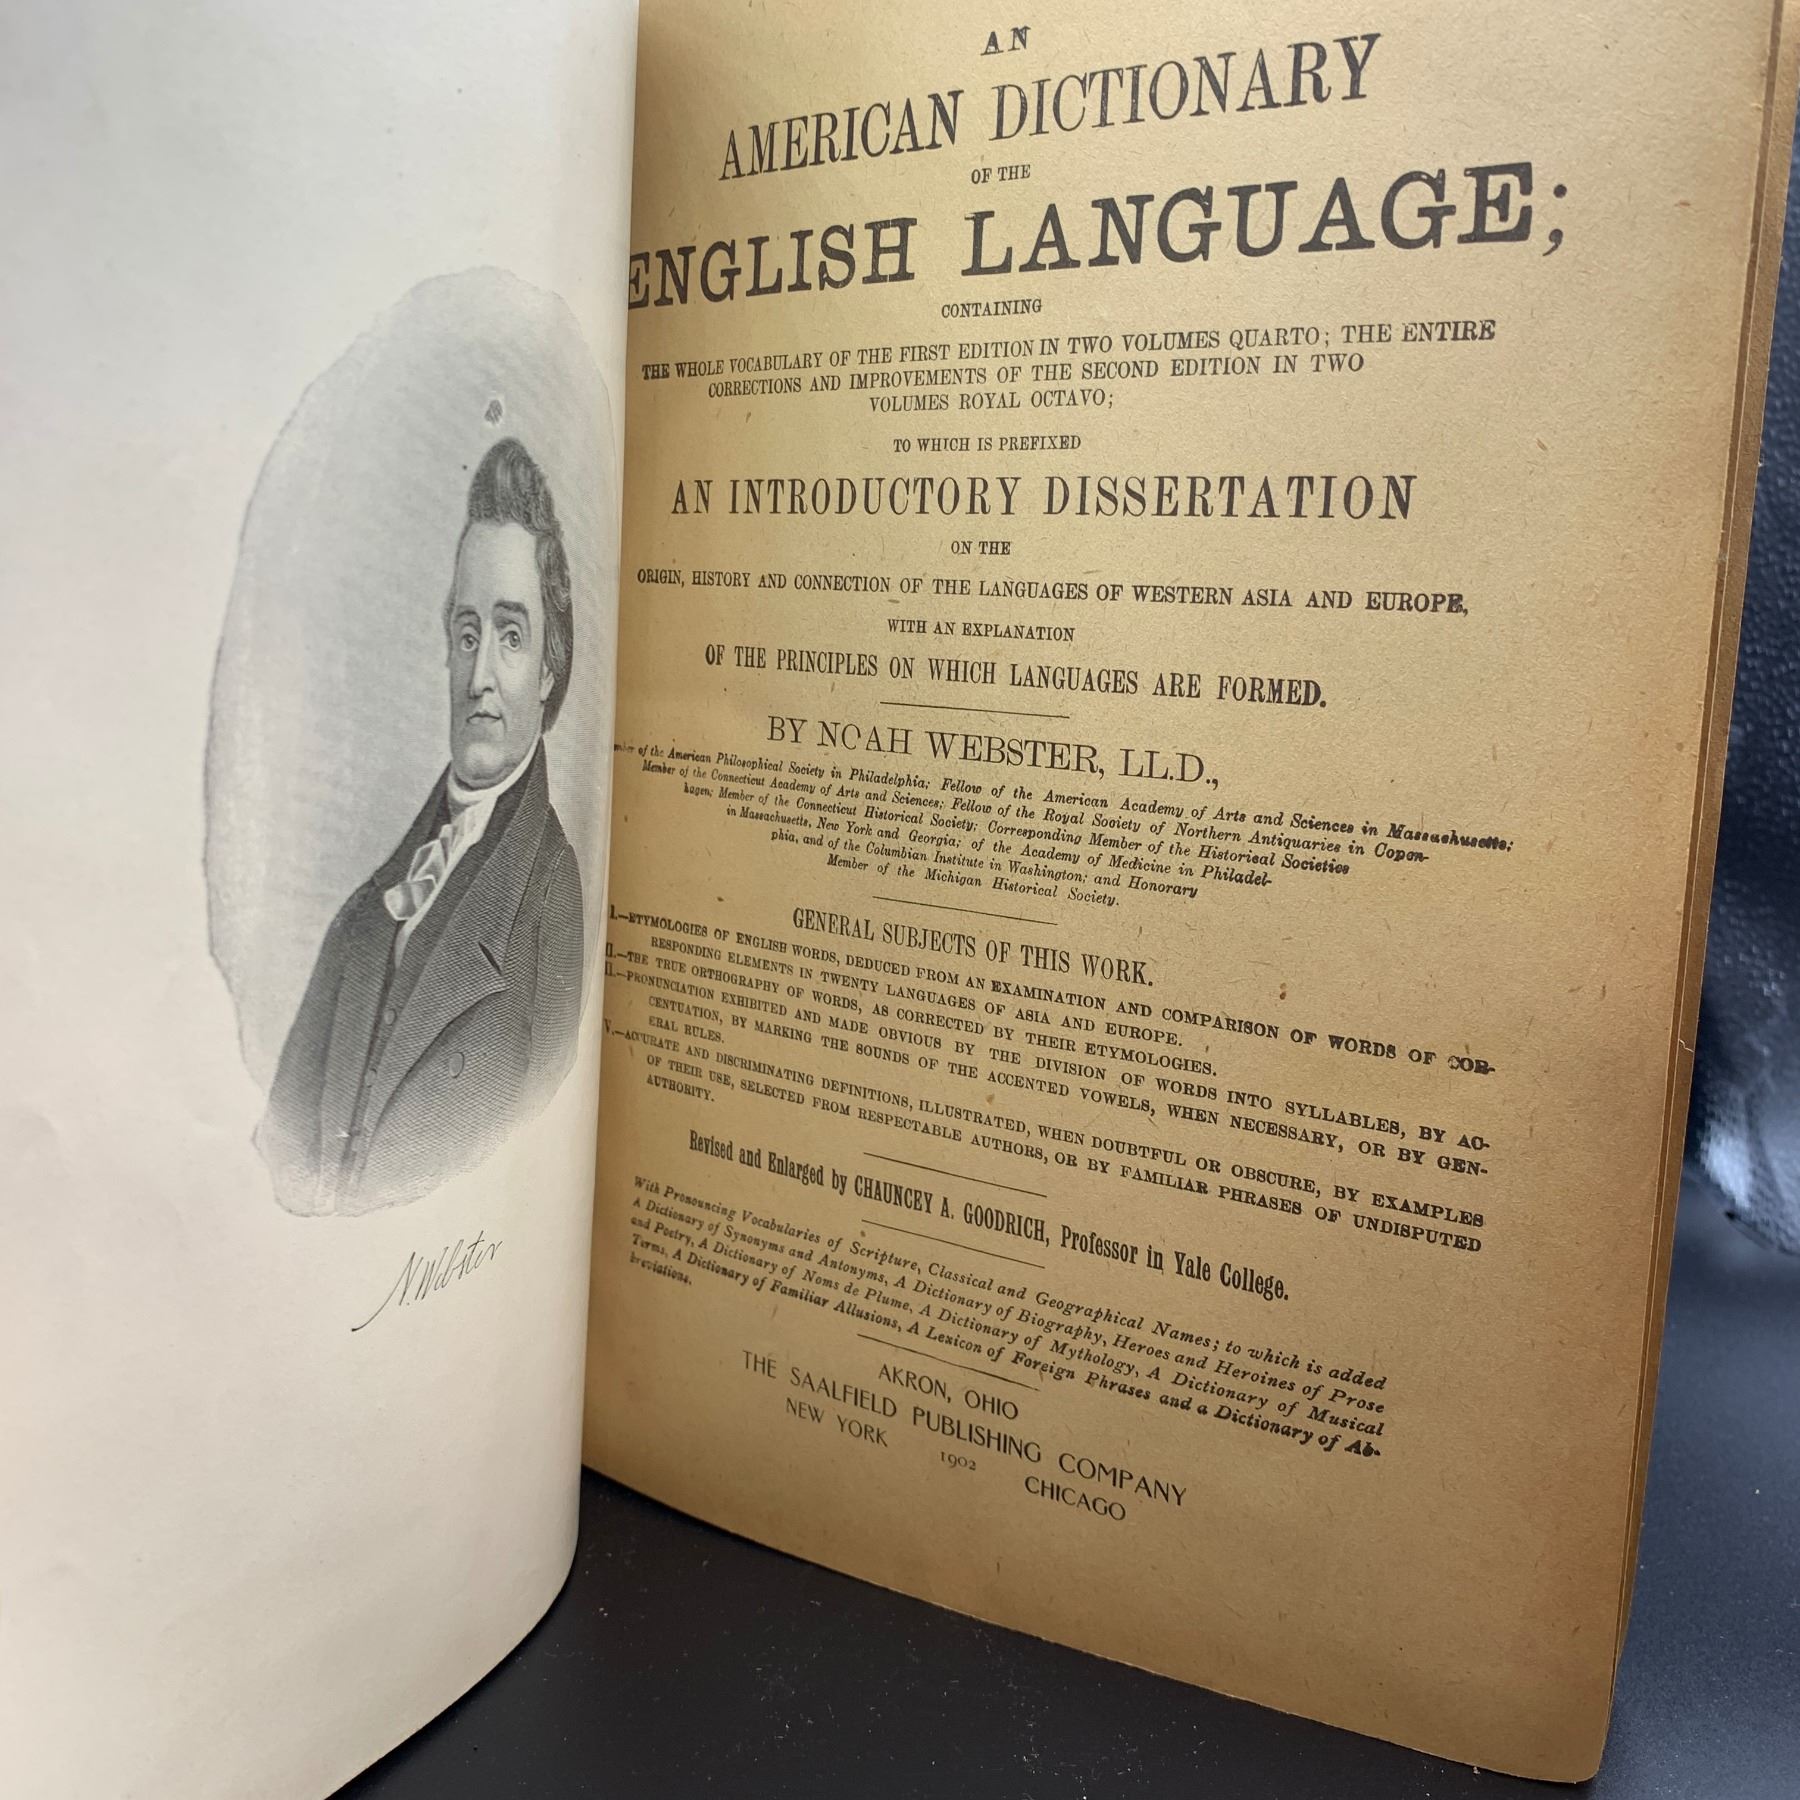 N. Webster
AN
AMERICAN DICTIONARY
OF THE
ENGLISH LANGUAGE;
CONTAINING
THE WHOLE VOCABULARY OF THE FIRST EDITION IN TWO VOLUMES QUARTO; THE ENTIRE
CORRECTIONS AND IMPROVEMENTS OF THE SECOND EDITION IN TWO
VOLUMES ROYAL OCTAVO;
TO WHICH IS PREFIXED
AN INTRODUCTORY DISSERTATION
ON THE
ORIGIN, HISTORY AND CONNECTION OF THE LANGUAGES OF WESTERN ASIA AND EUROPE,
WITH AN EXPLANATION
OF THE PRINCIPLES ON WHICH LANGUAGES ARE FORMED.
BY NOAH WEBSTER, LL.D.,
of the American Philosophical Society in Philadelphia; Fellow of the American Academy of Arts and Sciences in Massachusetts;
Member of the Connecticut Academy of Arts and Sciences; Fellow of the Royal Society of Northern Antiquaries in Copen-
hagen; Member of the Connecticut Historical Society; Corresponding Member of the Historical Societies
in Massachusetts, New York and Georgia; of the Academy of Medicine in Philadel-
phia, and of the Columbian Institute in Washington; and Honorary
Member of the Michigan Historical Society.
GENERAL SUBJECTS OF THIS WORK.
I.—ETYMOLOGIES OF ENGLISH WORDS, DEDUCED FROM AN EXAMINATION AND COMPARISON OF WORDS OF COR-
RESPONDING ELEMENTS IN TWENTY LANGUAGES OF ASIA AND EUROPE.
II.—THE TRUE ORTHOGRAPHY OF WORDS, AS CORRECTED BY THEIR ETYMOLOGIES.
II.—PRONUNCIATION EXHIBITED AND MADE OBVIOUS BY THE DIVISION OF WORDS INTO SYLLABLES, BY AC-
CENTUATION, BY MARKING THE SOUNDS OF THE ACCENTED VOWELS, WHEN NECESSARY, OR BY GEN-
ERAL RULES.
V.—ACCURATE AND DISCRIMINATING DEFINITIONS, ILLUSTRATED, WHEN DOUBTFUL OR OBSCURE, BY EXAMPLES
OF THEIR USE, SELECTED FROM RESPECTABLE AUTHORS, OR BY FAMILIAR PHRASES OF UNDISPUTED
AUTHORITY.
Revised and Enlarged by CHAUNCEY A. GOODRICH, Professor in Yale College.
With Pronouncing Vocabularies of Scripture, Classical and Geographical Names; to which is added
A Dictionary of Synonyms and Antonyms, A Dictionary of Biography, Heroes and Heroines of Prose
and Poetry, A Dictionary of Noms de Plume, A Dictionary of Mythology, A Dictionary of Musical
Terms, A Dictionary of Familiar Allusions, A Lexicon of Foreign Phrases and a Dictionary of Ab-
breviations.
AKRON, OHIO
THE SAALFIELD PUBLISHING COMPANY
NEW YORK 1902 CHICAGO